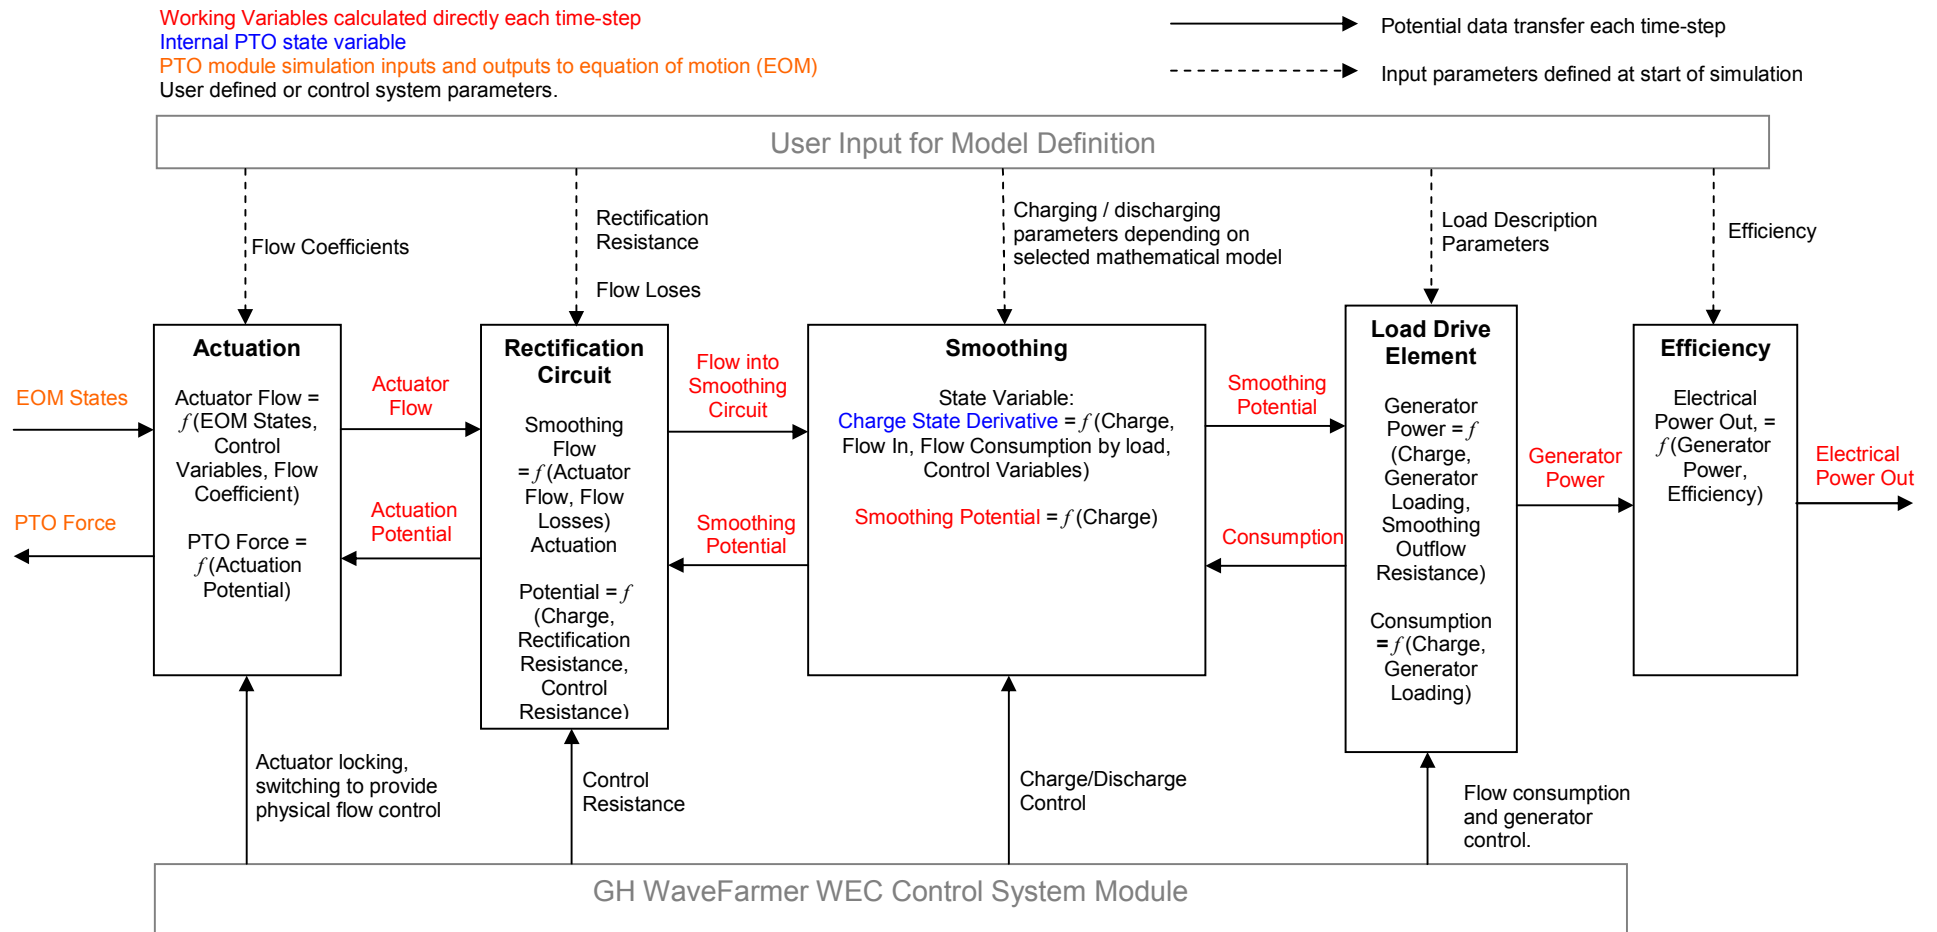 Working Variables calculated directly each time-step
Internal PTO state variable
PTO module simulation inputs and outputs to equation of motion (EOM)
User defined or control system parameters.
Potential data transfer each time-step
Input parameters defined at start of simulation
User Input for Model Definition
Flow Coefficients
Rectification
Resistance
Flow Loses
Charging / discharging
parameters depending on
selected mathematical model
Load Description
Parameters
Efficiency
EOM States
PTO Force
Actuation
Actuator Flow =
f(EOM States,
Control
Variables, Flow
Coefficient)
PTO Force =
f(Actuation
Potential)
Actuator
Flow
Actuation
Potential
Rectification
Circuit
Smoothing
Flow
= f(Actuator
Flow, Flow
Losses)
Actuation
Potential = f
(Charge,
Rectification
Resistance,
Control
Resistance)
Flow into
Smoothing
Circuit
Smoothing
Potential
Smoothing
State Variable:
Charge State Derivative = f(Charge,
Flow In, Flow Consumption by load,
Control Variables)
Smoothing Potential = f(Charge)
Smoothing
Potential
Consumption
Load Drive
Element
Generator
Power = f
(Charge,
Generator
Loading,
Smoothing
Outflow
Resistance)
Consumption
= f(Charge,
Generator
Loading)
Generator
Power
Efficiency
Electrical
Power Out, =
f(Generator
Power,
Efficiency)
Electrical
Power Out
Actuator locking,
switching to provide
physical flow control
Control
Resistance
Charge/Discharge
Control
Flow consumption
and generator
control.
GH WaveFarmer WEC Control System Module